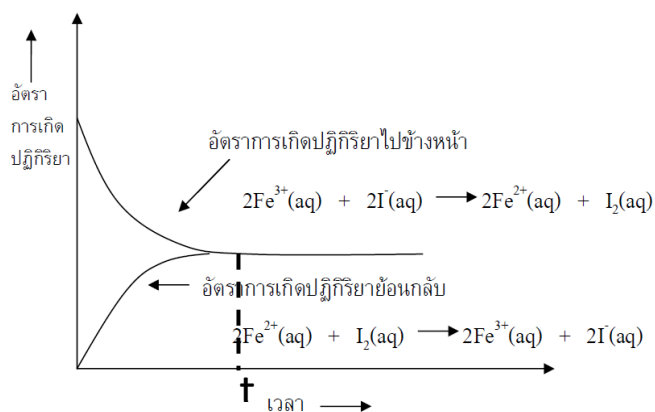 อัตรา
การเกิด
ปฏิกิริยา
อัตราการเกิดปฏิกิริยาไปข้างหน้า
2Fe³⁺(aq) + 2I⁻(aq) ⟶ 2Fe²⁺(aq) + I₂(aq)
อัตราการเกิดปฏิกิริยาย้อนกลับ
2Fe²⁺(aq) + I₂(aq) ⟶ 2Fe³⁺(aq) + 2I⁻(aq)
t
เวลา